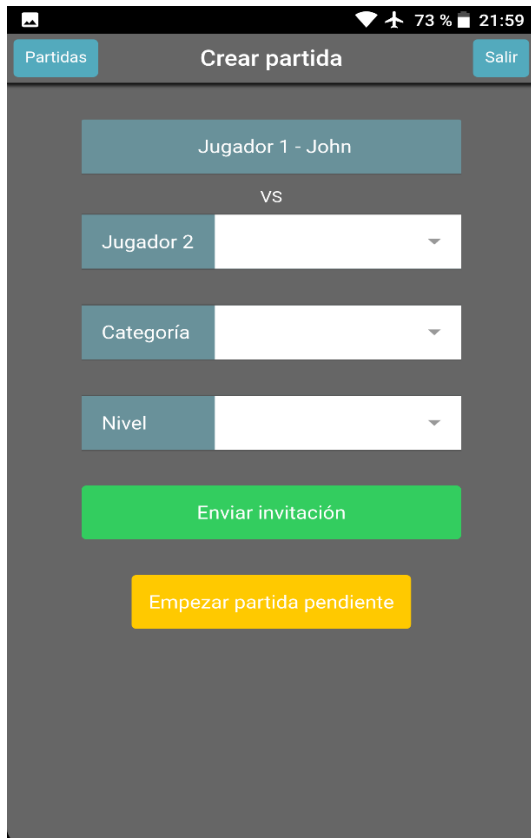 73 % 21:59
Partidas Crear partida Salir
Jugador 1 - John
vs
Jugador 2
Categoría
Nivel
Enviar invitación
Empezar partida pendiente